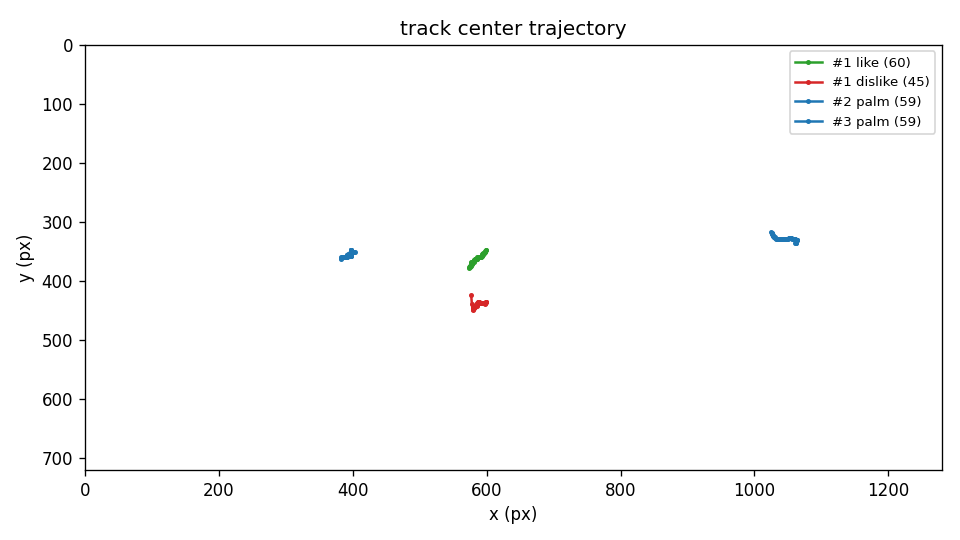 track center trajectory
#1 like (60)
#1 dislike (45)
#2 palm (59)
#3 palm (59)
y (px)
0
100
200
300
400
500
600
700
0 200 400 600 800 1000 1200
x (px)